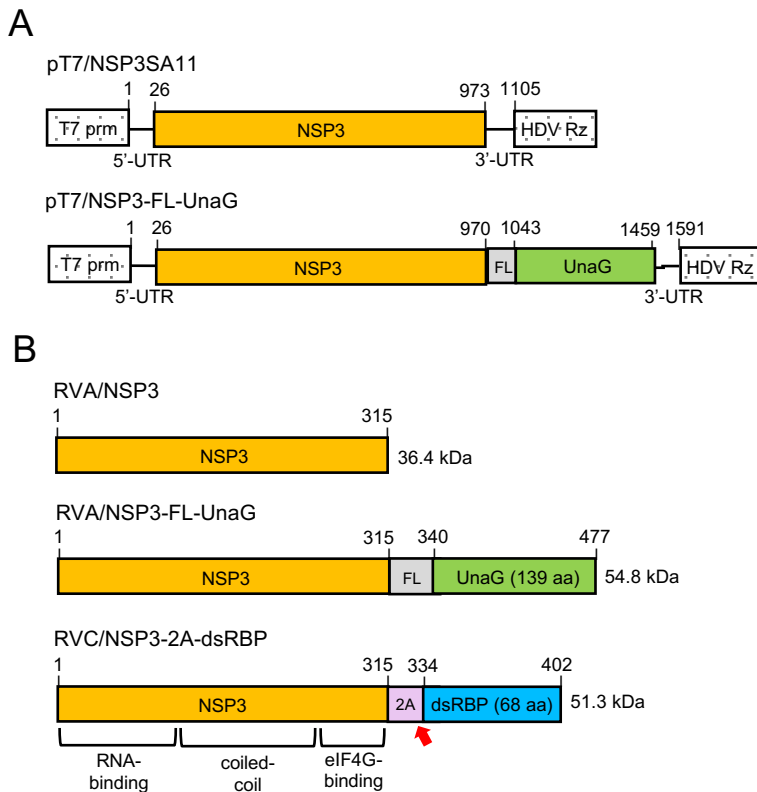 A
pT7/NSP3SA11
1 26 973 1105
T7 prm NSP3 HDV Rz
5'-UTR 3'-UTR
pT7/NSP3-FL-UnaG
1 26 970 1043 1459 1591
T7 prm NSP3 FL UnaG HDV Rz
5'-UTR 3'-UTR
B
RVA/NSP3
1 315
NSP3 36.4 kDa
RVA/NSP3-FL-UnaG
1 315 340 477
NSP3 FL UnaG (139 aa) 54.8 kDa
RVC/NSP3-2A-dsRBP
1 315 334 402
NSP3 2A dsRBP (68 aa) 51.3 kDa
RNA- coiled- eIF4G-
binding coil binding